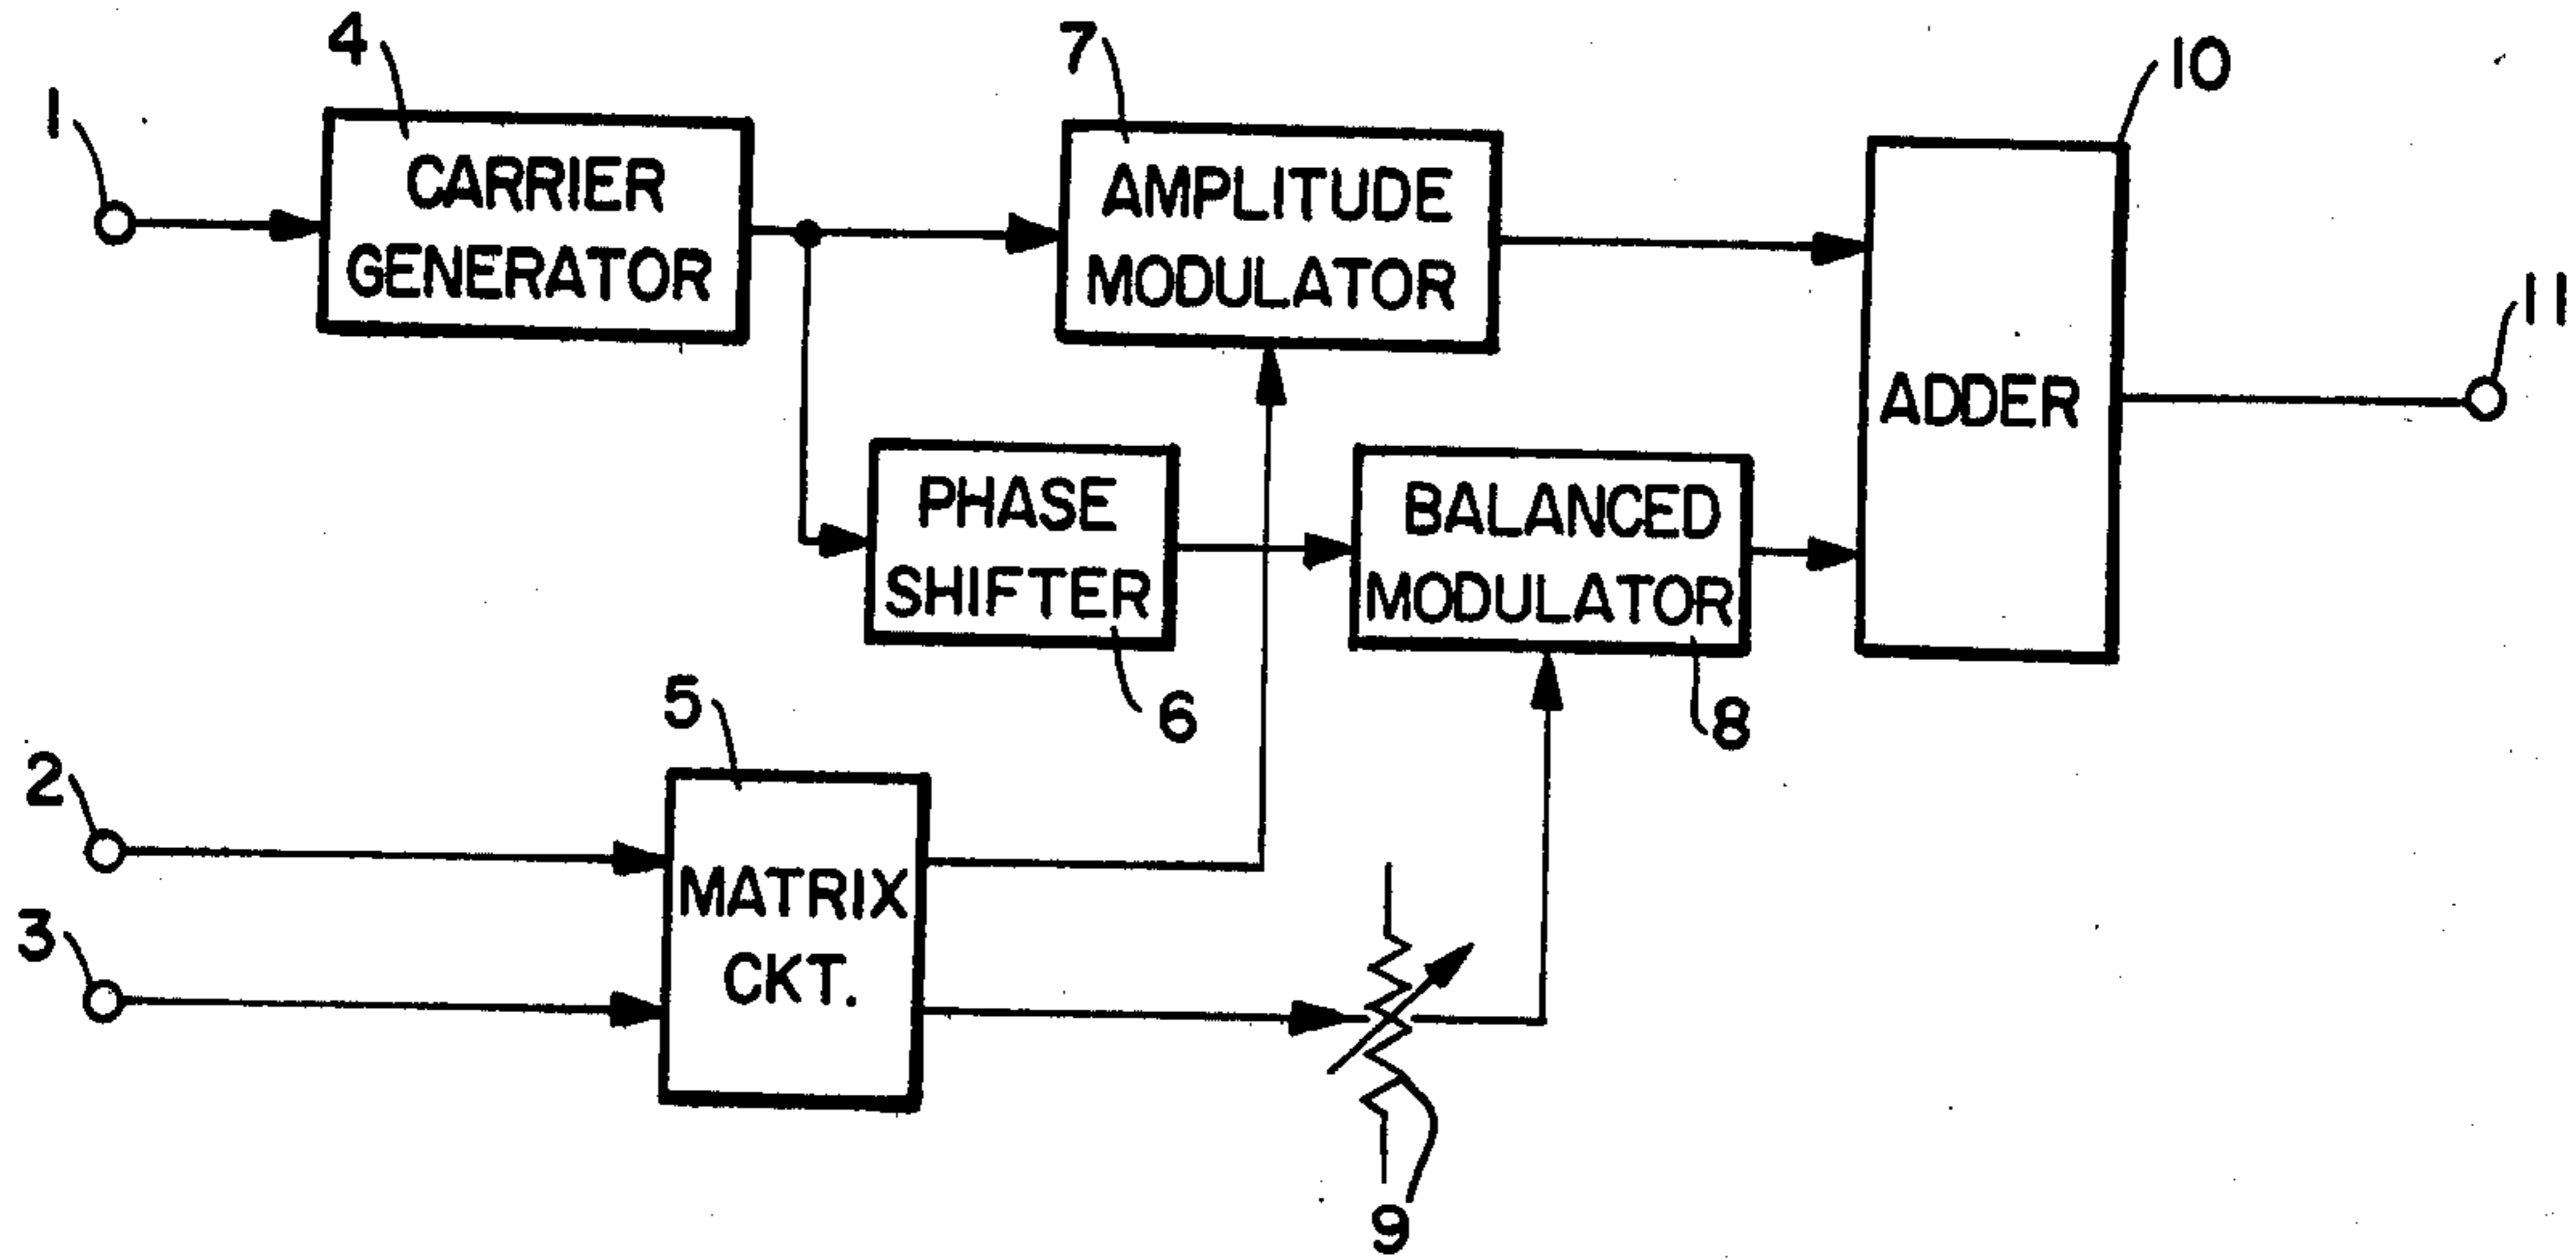 4
7
10
1
CARRIER
GENERATOR
AMPLITUDE
MODULATOR
11
ADDER
PHASE
SHIFTER
BALANCED
MODULATOR
5
6
8
2
MATRIX
CKT.
3
9